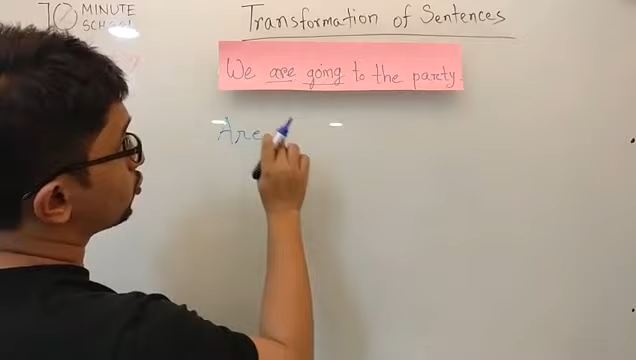 10 MINUTE
SCHOOL
Transformation of Sentences
We are going to the party.
Are